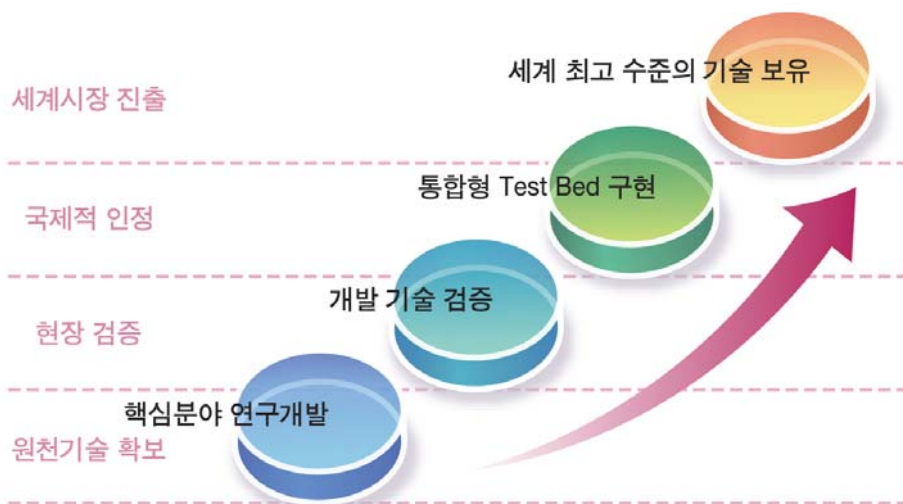 세계 최고 수준의 기술 보유
세계시장 진출
통합형 Test Bed 구현
국제적 인정
개발 기술 검증
현장 검증
핵심분야 연구개발
원천기술 확보